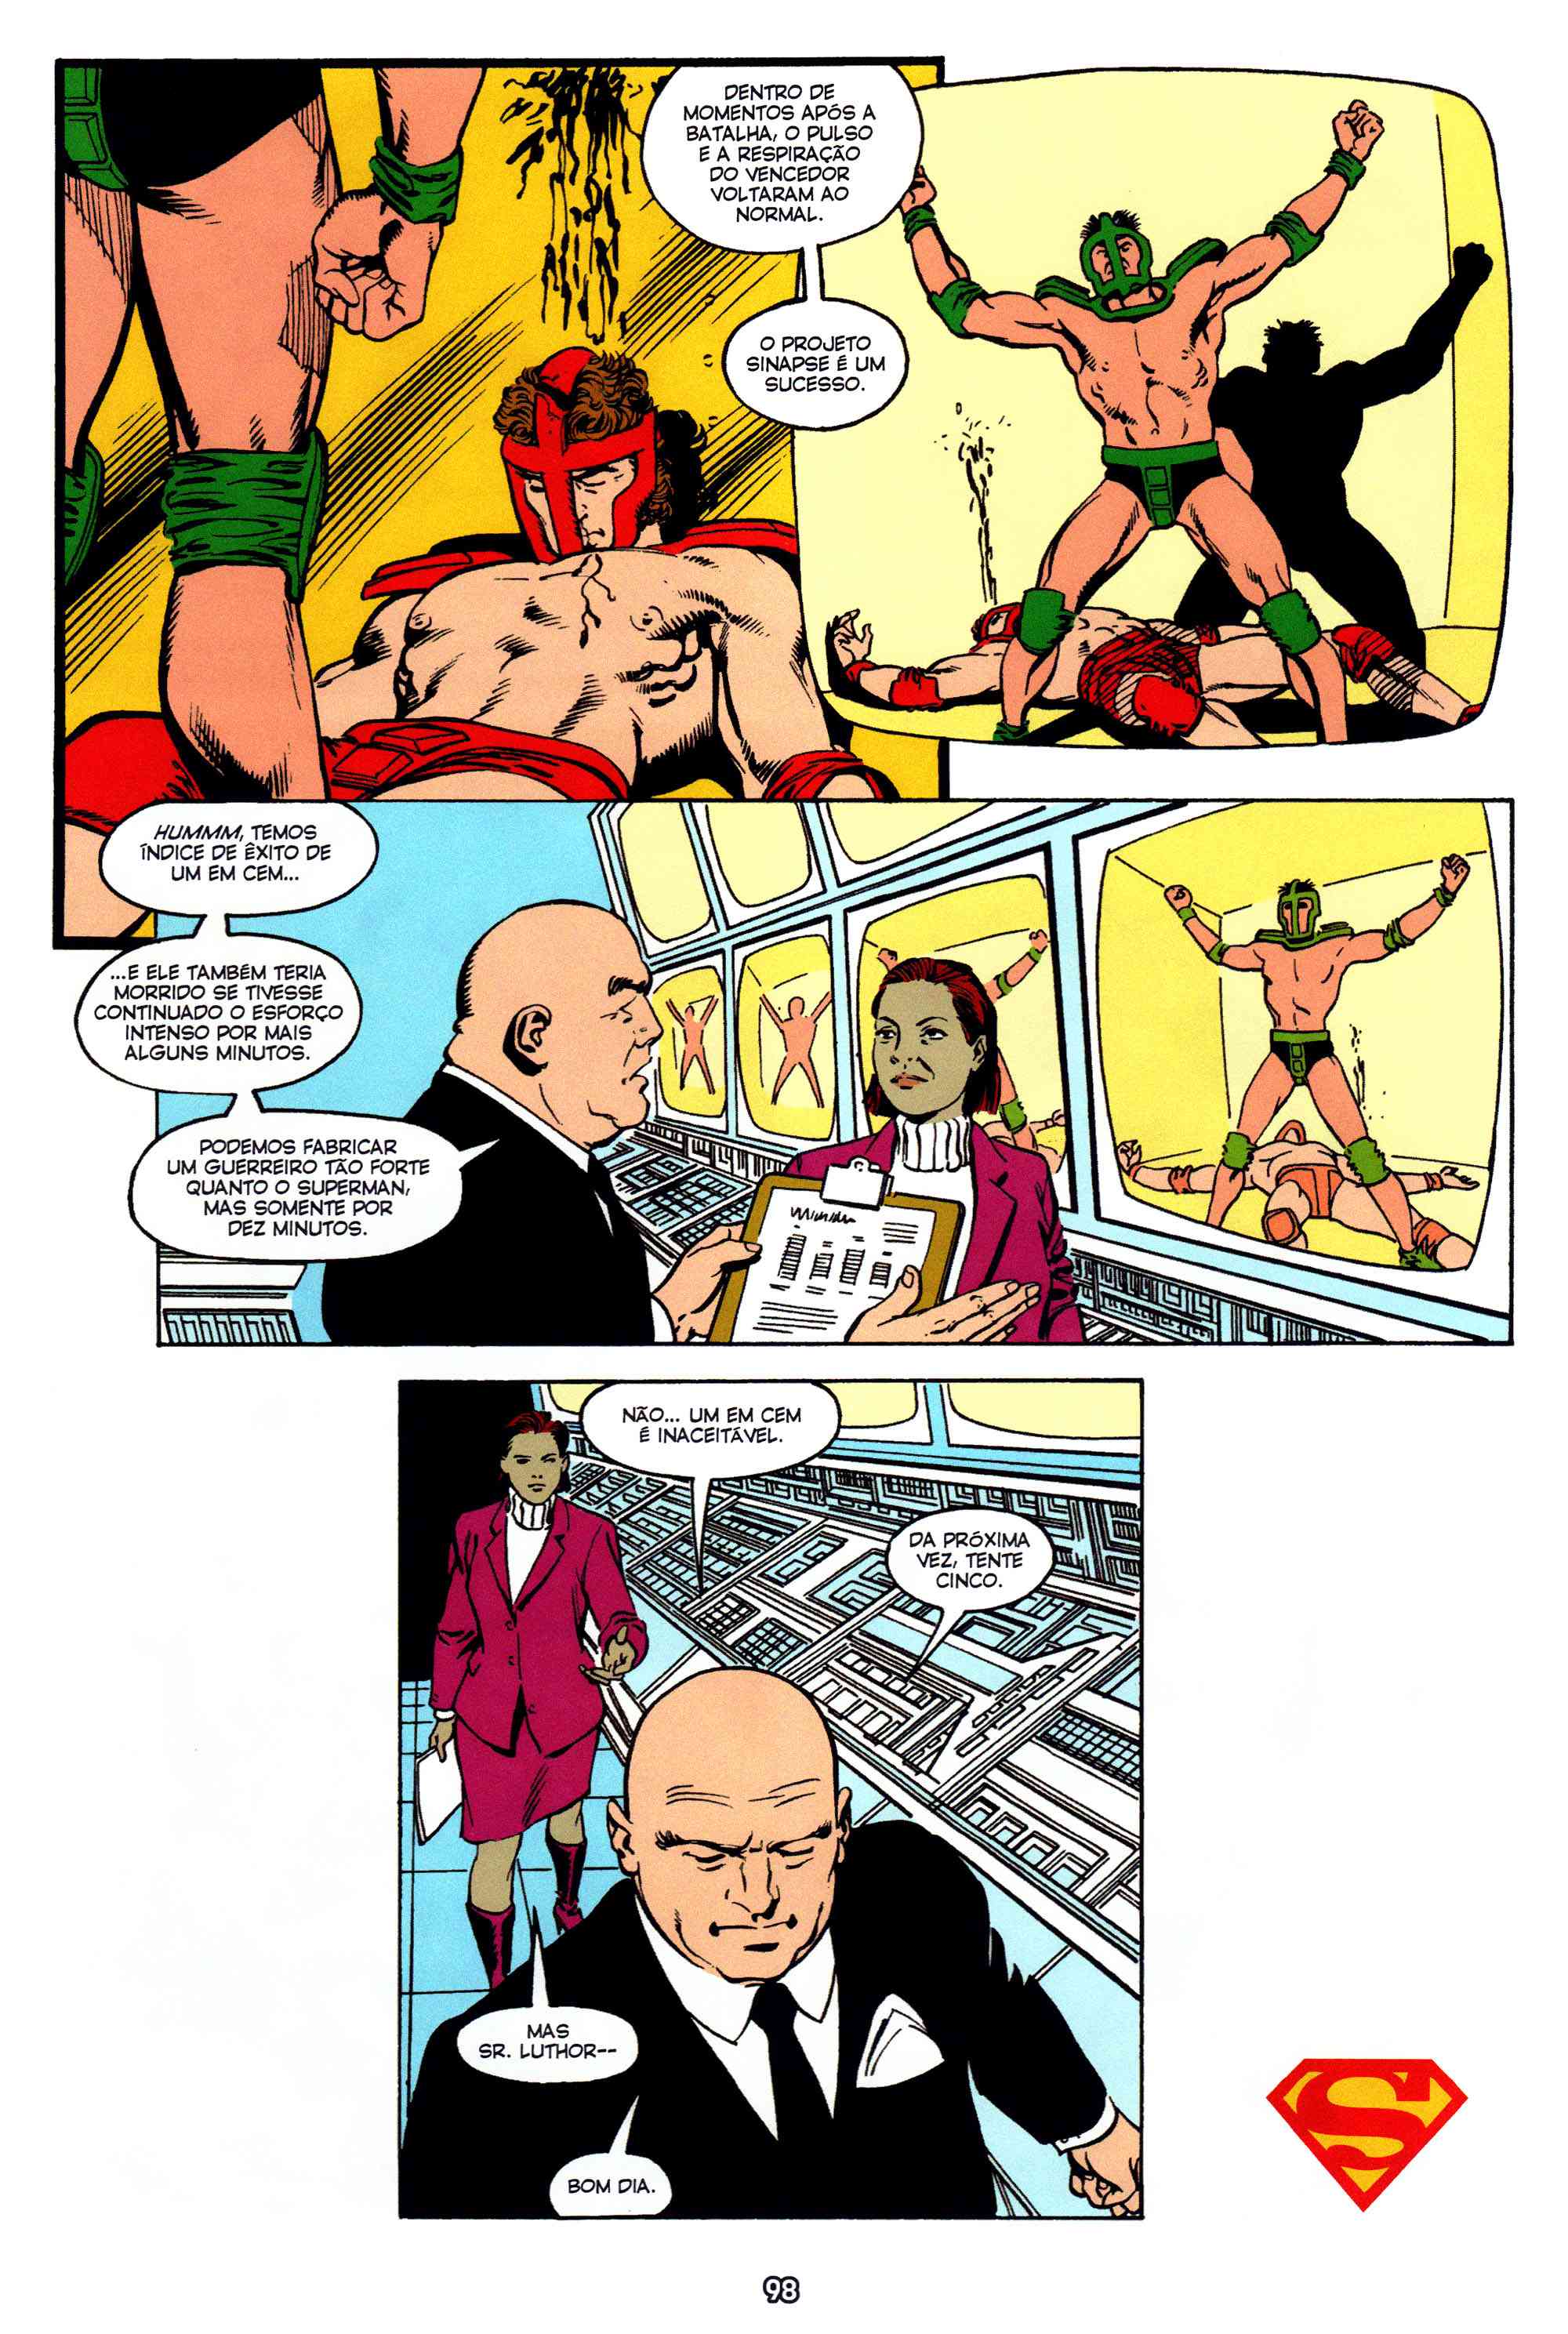 DENTRO DE
MOMENTOS APÓS A
BATALHA, O PULSO
E A RESPIRAÇÃO
DO VENCEDOR
VOLTARAM AO
NORMAL.
O PROJETO
SINAPSE É UM
SUCESSO.
HUMMM, TEMOS
ÍNDICE DE ÊXITO DE
UM EM CEM...
...E ELE TAMBÉM TERIA
MORRIDO SE TIVESSE
CONTINUADO O ESFORÇO
INTENSO POR MAIS
ALGUNS MINUTOS.
PODEMOS FABRICAR
UM GUERREIRO TÃO FORTE
QUANTO O SUPERMAN,
MAS SOMENTE POR
DEZ MINUTOS.
NÃO... UM EM CEM
É INACEITÁVEL.
DA PRÓXIMA
VEZ, TENTE
CINCO.
MAS
SR. LUTHOR--
BOM DIA.
S
98